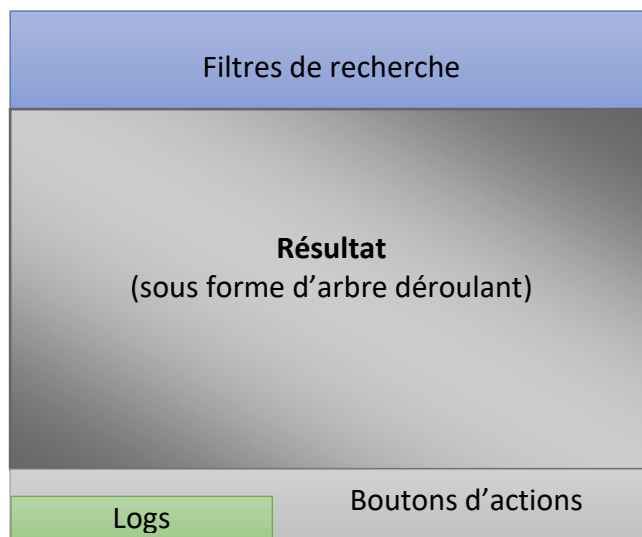 Filtres de recherche
Résultat
(sous forme d’arbre déroulant)
Boutons d’actions
Logs